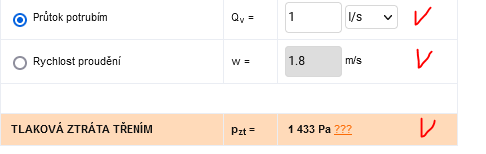 Průtok potrubím Qv = 1 l/s
Rychlost proudění w = 1.8 m/s
TLAKOVÁ ZTRÁTA TŘENÍM pzt = 1 433 Pa ???